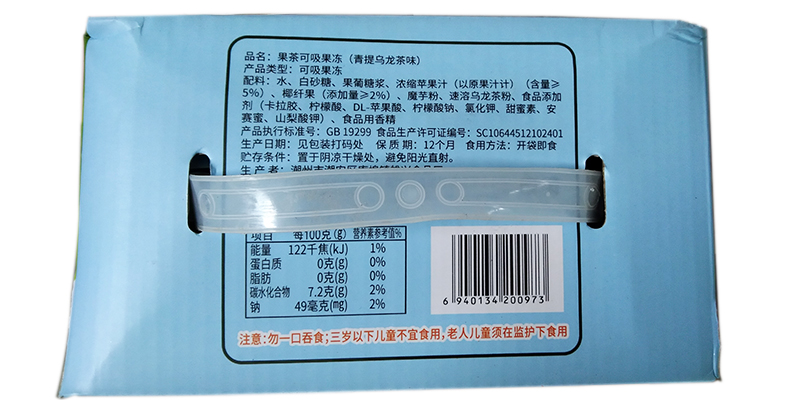 品名：果茶可吸果冻（青提乌龙茶味）
产品类型：可吸果冻
配料：水、白砂糖、果葡糖浆、浓缩苹果汁（以原果汁计）（含量≥
5%）、椰纤果（添加量≥2%）、魔芋粉、速溶乌龙茶粉、食品添加
剂（卡拉胶、柠檬酸、DL-苹果酸、柠檬酸钠、氯化钾、甜蜜素、安
赛蜜、山梨酸钾）、食品用香精
产品执行标准号：GB 19299 食品生产许可证编号：SC10644512102401
生产日期：见包装打码处 保质期：12个月 食用方法：开袋即食
贮存条件：置于阴凉干燥处，避免阳光直射。
生产者：潮州市潮安区
项目 每100克(g) 营养素参考值%
能量 122千焦(kJ) 1%
蛋白质 0克(g) 0%
脂肪 0克(g) 0%
碳水化合物 7.2克(g) 2%
钠 49毫克(mg) 2%
6 940134 200973
注意:勿一口吞食;三岁以下儿童不宜食用,老人儿童须在监护下食用